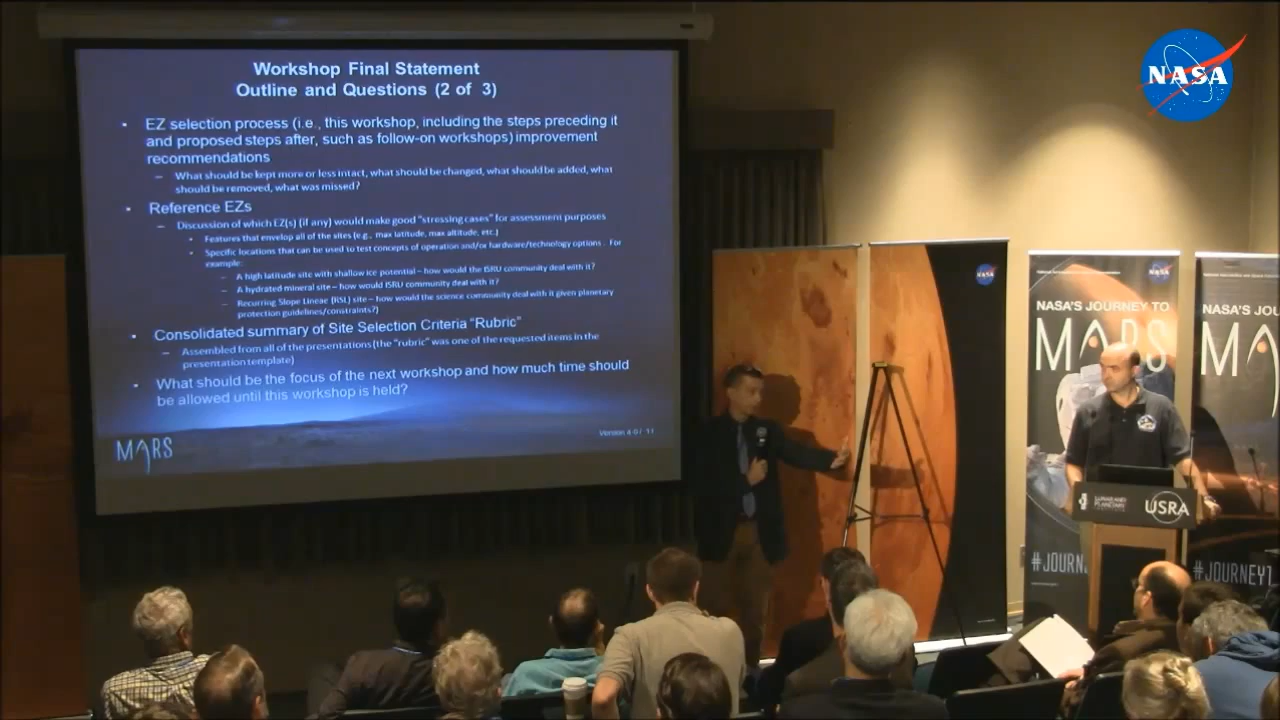 Workshop Final Statement
Outline and Questions (2 of 3)
• EZ selection process (i.e., this workshop, including the steps preceding it
and proposed steps after, such as follow-on workshops) improvement
recommendations
– What should be kept more or less intact, what should be changed, what should be added, what
should be removed, what was missed?
• Reference EZs
– Discussion of which EZ(s) (if any) would make good "stressing cases" for assessment purposes
• Features that envelop all of the sites (e.g., max latitude, max altitude, etc.)
• Specific locations that can be used to test concepts of operation and/or hardware/technology options. For
example:
– A high latitude site with shallow ice potential – how would the ISRU community deal with it?
– A hydrated mineral site – how would ISRU community deal with it?
– Recurring Slope Lineae (RSL) site – how would the science community deal with it given planetary
protection guidelines/constraints?)
• Consolidated summary of Site Selection Criteria "Rubric"
– Assembled from all of the presentations (the "rubric" was one of the requested items in the
presentation template)
• What should be the focus of the next workshop and how much time should
be allowed until this workshop is held?
MARS
NASA
NASA
NASA'S JOURNEY TO
MARS
#JOURN
NASA'S JOU
M
#JOURNEYT
LUNAR AND
PLANETARY
USRA